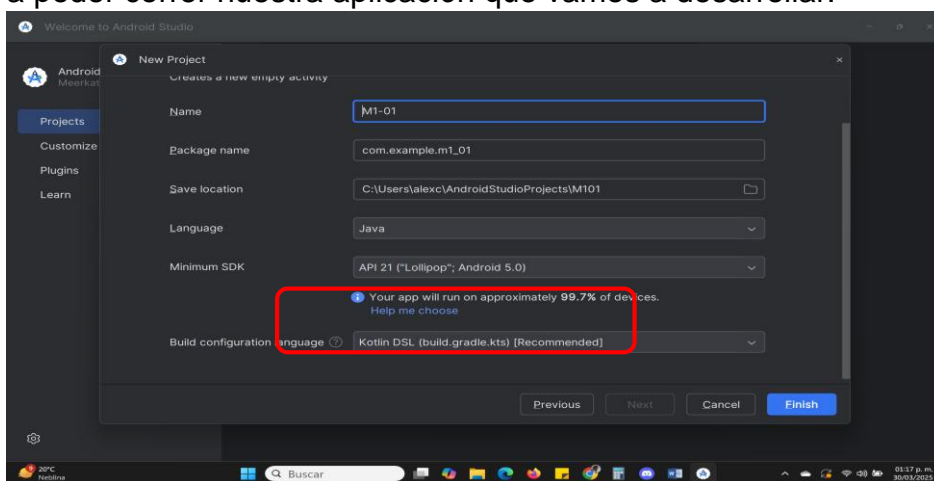 a poder correr nuestra aplicación que vamos a desarrollar.
Welcome to Android Studio
New Project
Android
Meerkat
Creates a new empty activity
Projects
Customize
Plugins
Learn
Name M1-01
Package name com.example.m1_01
Save location C:\Users\alexc\AndroidStudioProjects\M101
Language Java
Minimum SDK API 21 ("Lollipop"; Android 5.0)
Your app will run on approximately 99.7% of devices.
Help me choose
Build configuration language ? Kotlin DSL (build.gradle.kts) [Recommended]
Previous Next Cancel Finish
20°C
Neblina
Buscar
01:17 p. m.
30/03/2025